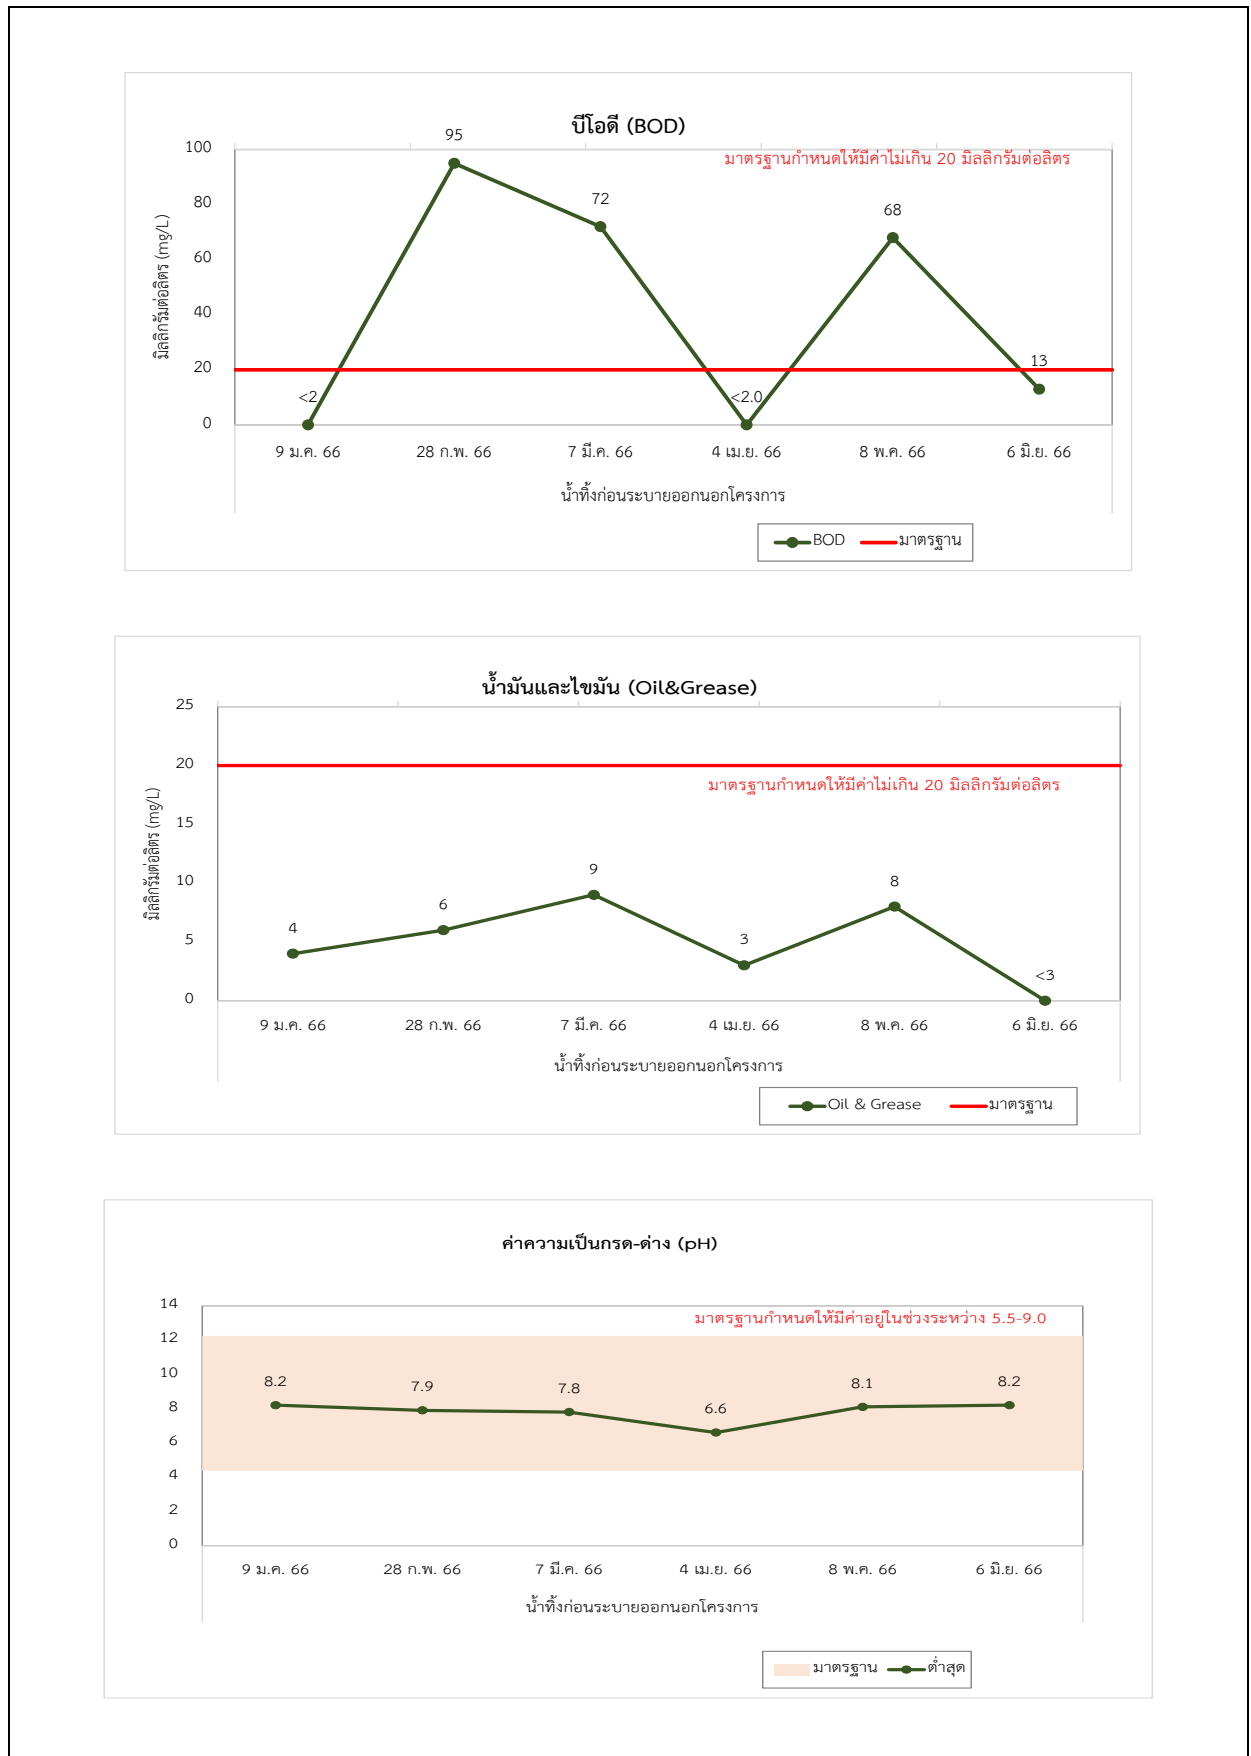 บีโอดี (BOD)
มาตรฐานกำหนดให้มีค่าไม่เกิน 20 มิลลิกรัมต่อลิตร
มิลลิกรัมต่อลิตร (mg/L)
100
80
60
40
20
0
<2
95
72
<2.0
68
13
9 ม.ค. 66 28 ก.พ. 66 7 มี.ค. 66 4 เม.ย. 66 8 พ.ค. 66 6 มิ.ย. 66
น้ำทิ้งก่อนระบายออกนอกโครงการ
BOD มาตรฐาน
น้ำมันและไขมัน (Oil&Grease)
มาตรฐานกำหนดให้มีค่าไม่เกิน 20 มิลลิกรัมต่อลิตร
มิลลิกรัมต่อลิตร (mg/L)
25
20
15
10
5
0
4
6
9
3
8
<3
9 ม.ค. 66 28 ก.พ. 66 7 มี.ค. 66 4 เม.ย. 66 8 พ.ค. 66 6 มิ.ย. 66
น้ำทิ้งก่อนระบายออกนอกโครงการ
Oil & Grease มาตรฐาน
ค่าความเป็นกรด-ด่าง (pH)
มาตรฐานกำหนดให้มีค่าอยู่ในช่วงระหว่าง 5.5-9.0
14
12
10
8
6
4
2
0
8.2
7.9
7.8
6.6
8.1
8.2
9 ม.ค. 66 28 ก.พ. 66 7 มี.ค. 66 4 เม.ย. 66 8 พ.ค. 66 6 มิ.ย. 66
น้ำทิ้งก่อนระบายออกนอกโครงการ
มาตรฐาน ต่ำสุด